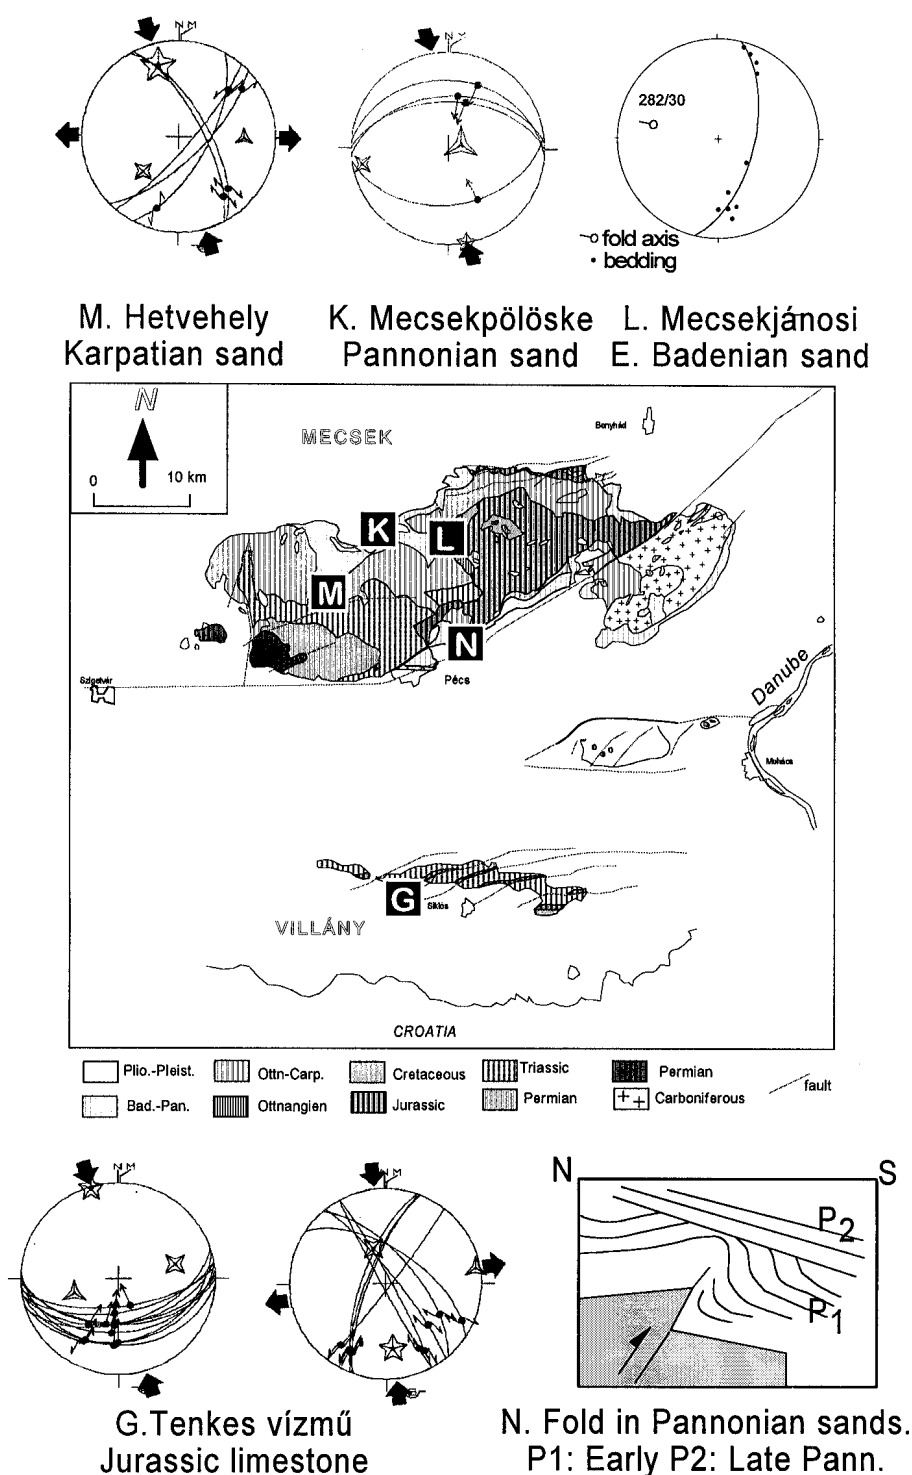 N M
N M
282/30
fold axis
bedding
M. Hetvehely
Karpatian sand
K. Mecsekpölöske
Pannonian sand
L. Mecsekjánosi
E. Badenian sand
N
0 10 km
MECSEK
Bonyhád
K
L
M
N
Szigetvár
Pécs
Danube
Mohács
G
Siklós
VILLÁNY
CROATIA
Plio.-Pleist.
Ottn-Carp.
Cretaceous
Triassic
Permian
fault
Bad.-Pan.
Ottnangien
Jurassic
Permian
Carboniferous
N M
N M
N
S
P2
P1
G.Tenkes vízmű
Jurassic limestone
N. Fold in Pannonian sands.
P1: Early P2: Late Pann.